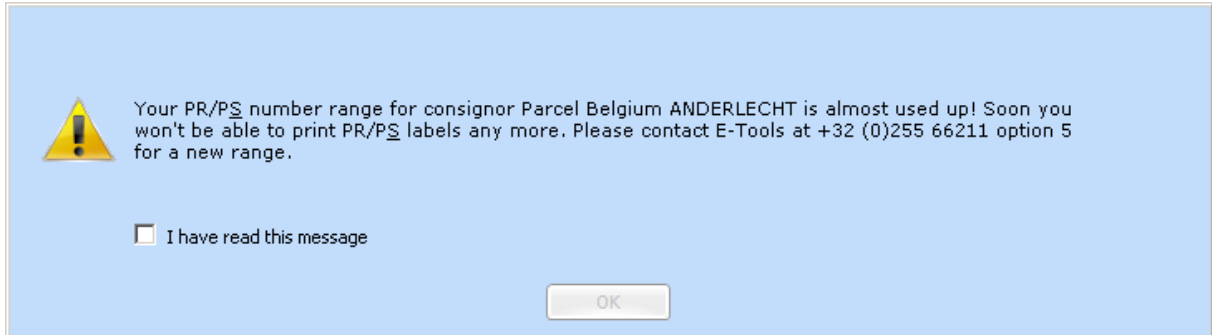 Your PR/PS number range for consignor Parcel Belgium ANDERLECHT is almost used up! Soon you
won't be able to print PR/PS labels any more. Please contact E-Tools at +32 (0)255 66211 option 5
for a new range.
I have read this message
OK